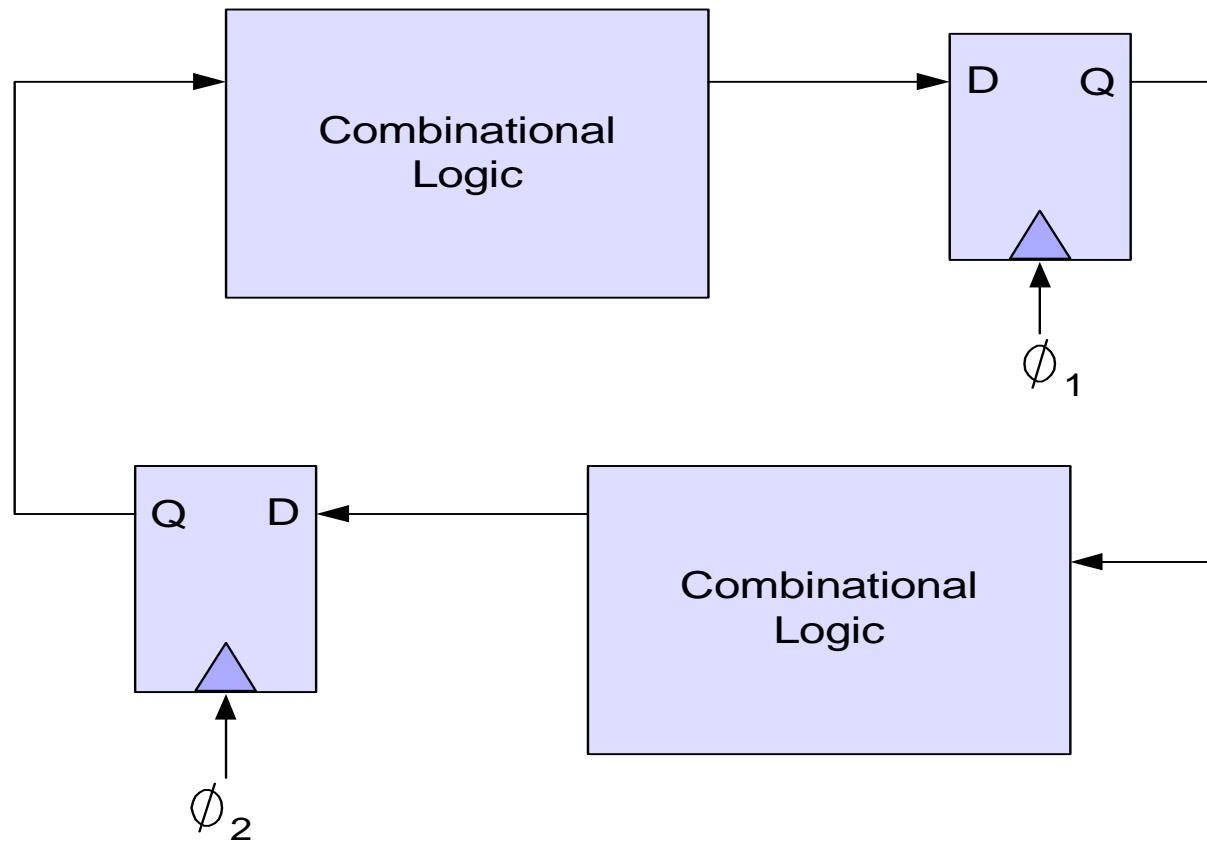 Combinational
Logic
D Q
ϕ1
Q D
Combinational
Logic
ϕ2